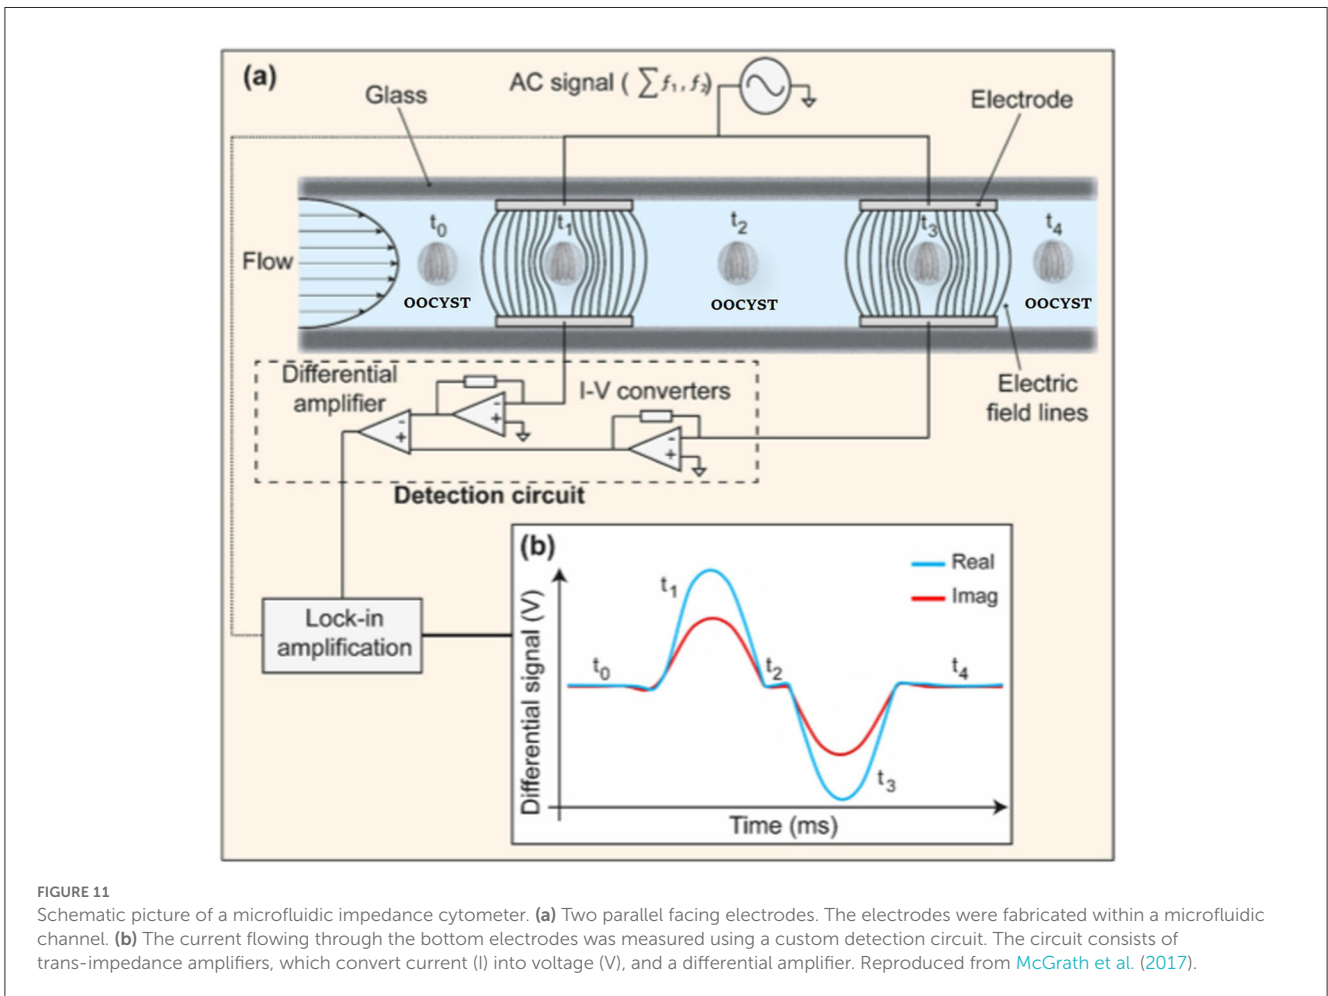 (a)
Glass
AC signal ( ∑ f₁, f₂)
Electrode
t₀
t₁
t₂
t₃
t₄
Flow
OOCYST
OOCYST
OOCYST
Differential
amplifier
I-V converters
-
+
-
+
-
+
Electric
field lines
Detection circuit
Lock-in
amplification
(b)
Differential signal (V)
Real
Imag
t₀
t₁
t₂
t₃
t₄
Time (ms)
FIGURE 11
Schematic picture of a microfluidic impedance cytometer. (a) Two parallel facing electrodes. The electrodes were fabricated within a microfluidic
channel. (b) The current flowing through the bottom electrodes was measured using a custom detection circuit. The circuit consists of
trans-impedance amplifiers, which convert current (I) into voltage (V), and a differential amplifier. Reproduced from McGrath et al. (2017).